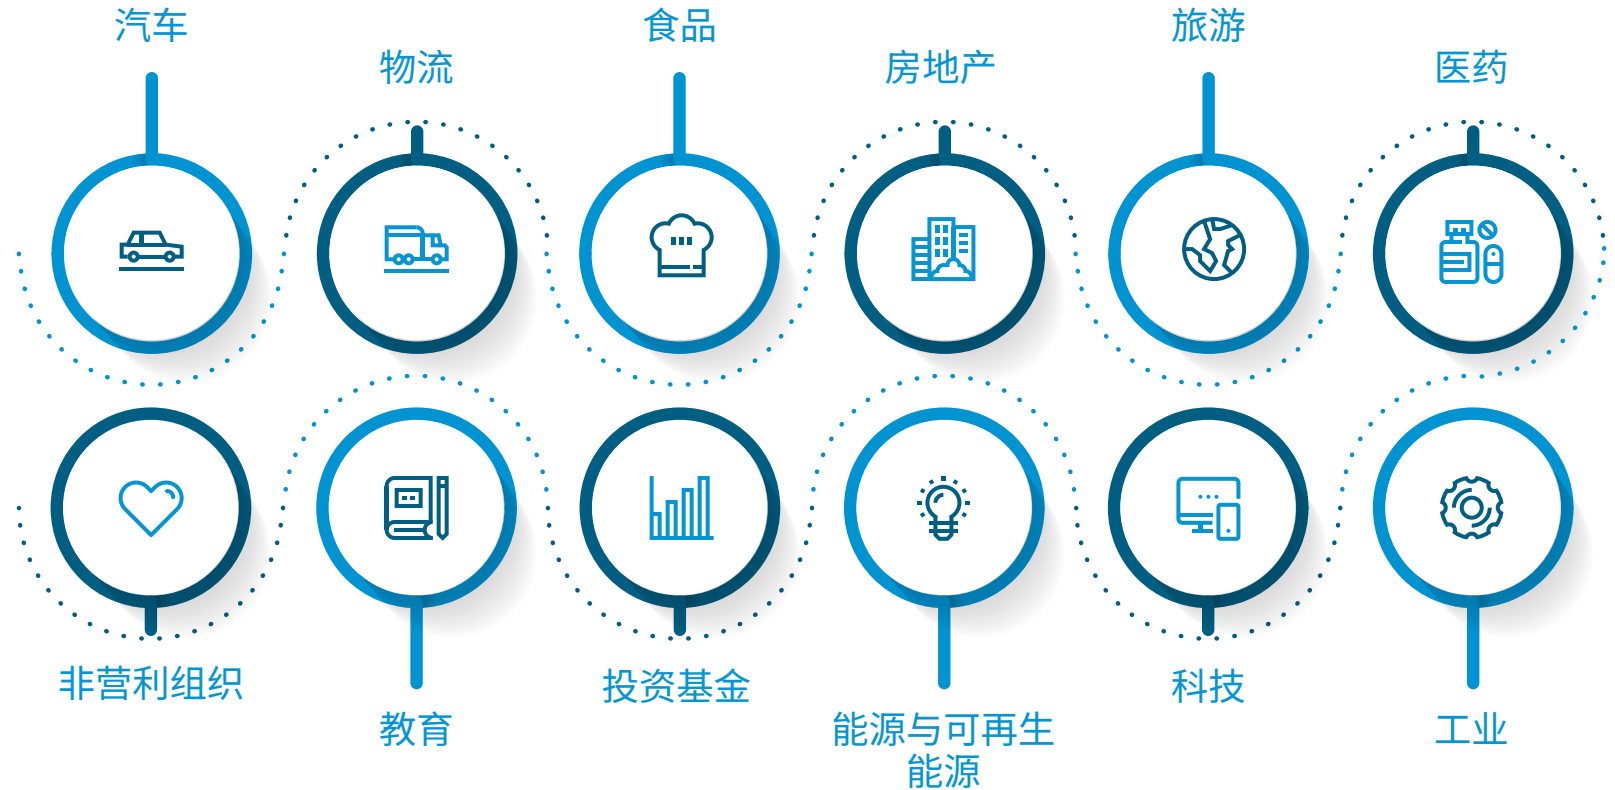 汽车
物流
食品
房地产
旅游
医药
非营利组织
教育
投资基金
能源与可再生
能源
科技
工业